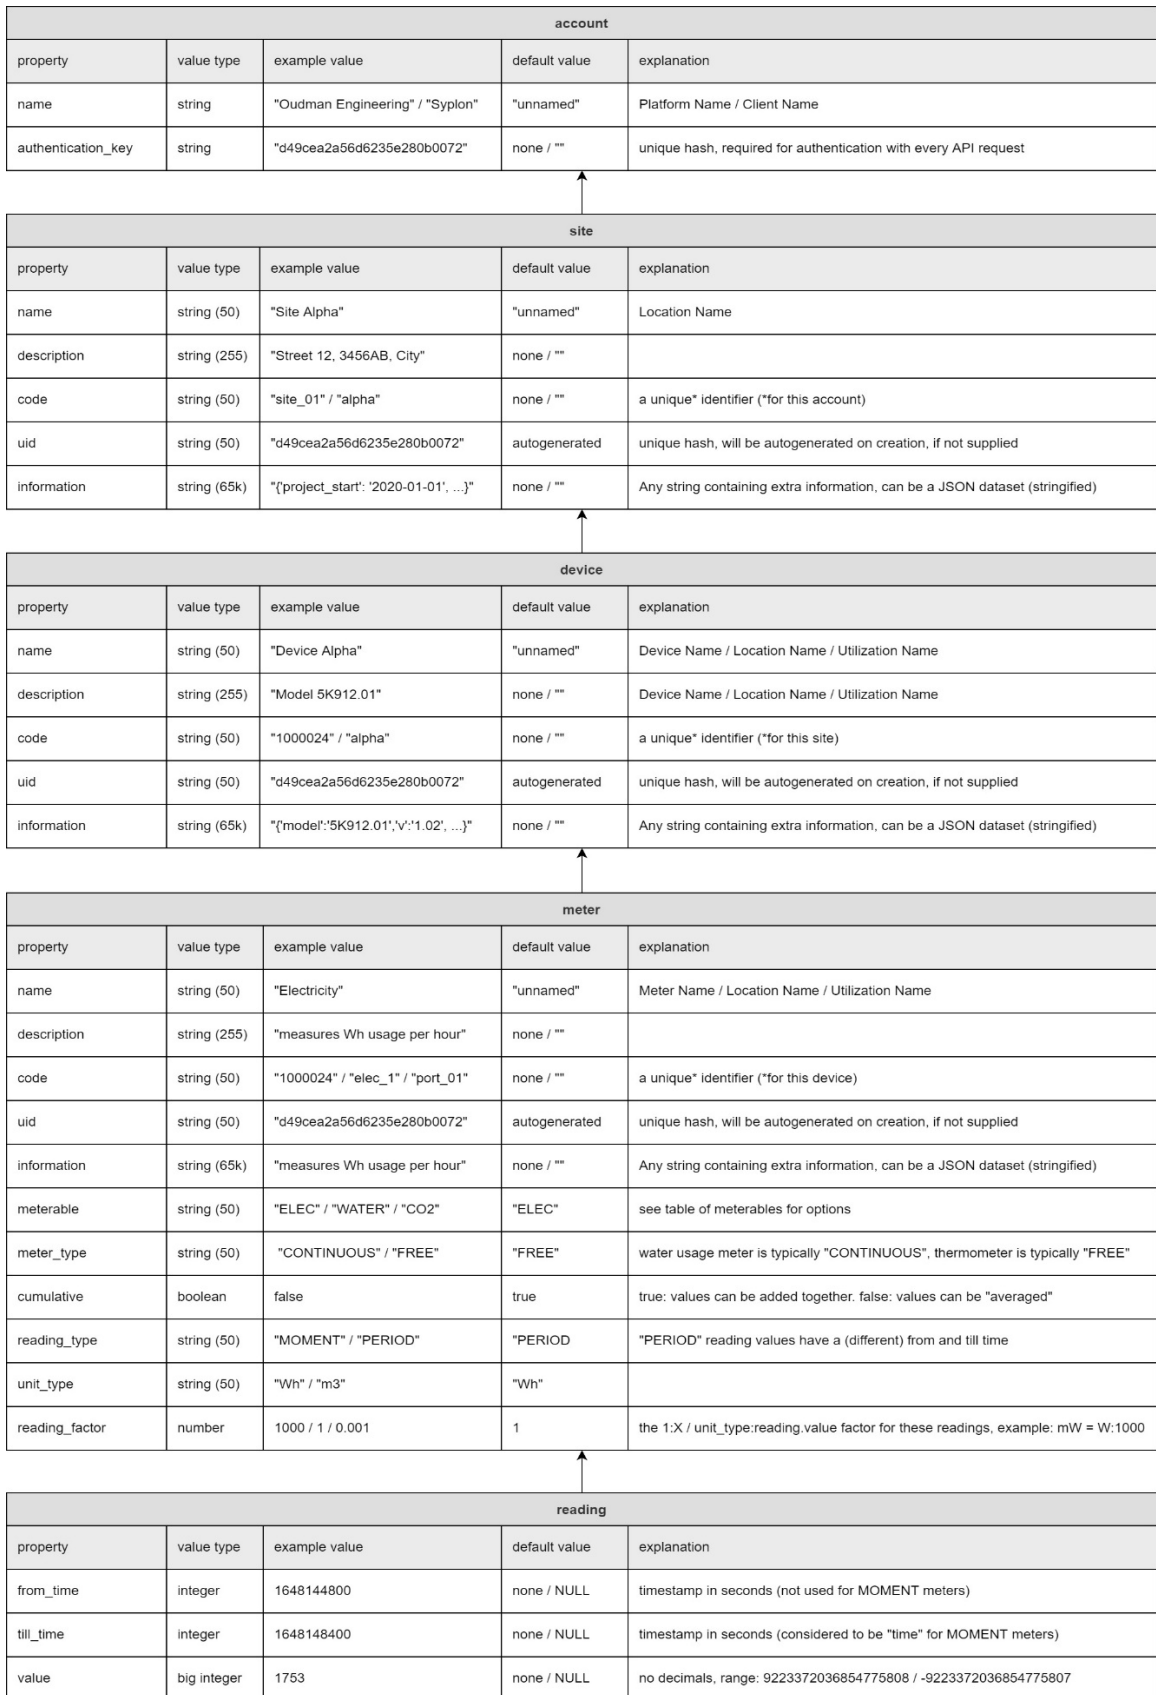 account
property value type example value default value explanation
name string "Oudman Engineering" / "Syplon" "unnamed" Platform Name / Client Name
authentication_key string "d49cea2a56d6235e280b0072" none / "" unique hash, required for authentication with every API request
site
property value type example value default value explanation
name string (50) "Site Alpha" "unnamed" Location Name
description string (255) "Street 12, 3456AB, City" none / ""
code string (50) "site_01" / "alpha" none / "" a unique* identifier (*for this account)
uid string (50) "d49cea2a56d6235e280b0072" autogenerated unique hash, will be autogenerated on creation, if not supplied
information string (65k) "{'project_start': '2020-01-01', ...}" none / "" Any string containing extra information, can be a JSON dataset (stringified)
device
property value type example value default value explanation
name string (50) "Device Alpha" "unnamed" Device Name / Location Name / Utilization Name
description string (255) "Model 5K912.01" none / "" Device Name / Location Name / Utilization Name
code string (50) "1000024" / "alpha" none / "" a unique* identifier (*for this site)
uid string (50) "d49cea2a56d6235e280b0072" autogenerated unique hash, will be autogenerated on creation, if not supplied
information string (65k) "{'model':'5K912.01','v':'1.02', ...}" none / "" Any string containing extra information, can be a JSON dataset (stringified)
meter
property value type example value default value explanation
name string (50) "Electricity" "unnamed" Meter Name / Location Name / Utilization Name
description string (255) "measures Wh usage per hour" none / ""
code string (50) "1000024" / "elec_1" / "port_01" none / "" a unique* identifier (*for this device)
uid string (50) "d49cea2a56d6235e280b0072" autogenerated unique hash, will be autogenerated on creation, if not supplied
information string (65k) "measures Wh usage per hour" none / "" Any string containing extra information, can be a JSON dataset (stringified)
meterable string (50) "ELEC" / "WATER" / "CO2" "ELEC" see table of meterables for options
meter_type string (50) "CONTINUOUS" / "FREE" "FREE" water usage meter is typically "CONTINUOUS", thermometer is typically "FREE"
cumulative boolean false true true: values can be added together. false: values can be "averaged"
reading_type string (50) "MOMENT" / "PERIOD" "PERIOD "PERIOD" reading values have a (different) from and till time
unit_type string (50) "Wh" / "m3" "Wh"
reading_factor number 1000 / 1 / 0.001 1 the 1:X / unit_type:reading.value factor for these readings, example: mW = W:1000
reading
property value type example value default value explanation
from_time integer 1648144800 none / NULL timestamp in seconds (not used for MOMENT meters)
till_time integer 1648148400 none / NULL timestamp in seconds (considered to be "time" for MOMENT meters)
value big integer 1753 none / NULL no decimals, range: 9223372036854775808 / -9223372036854775807